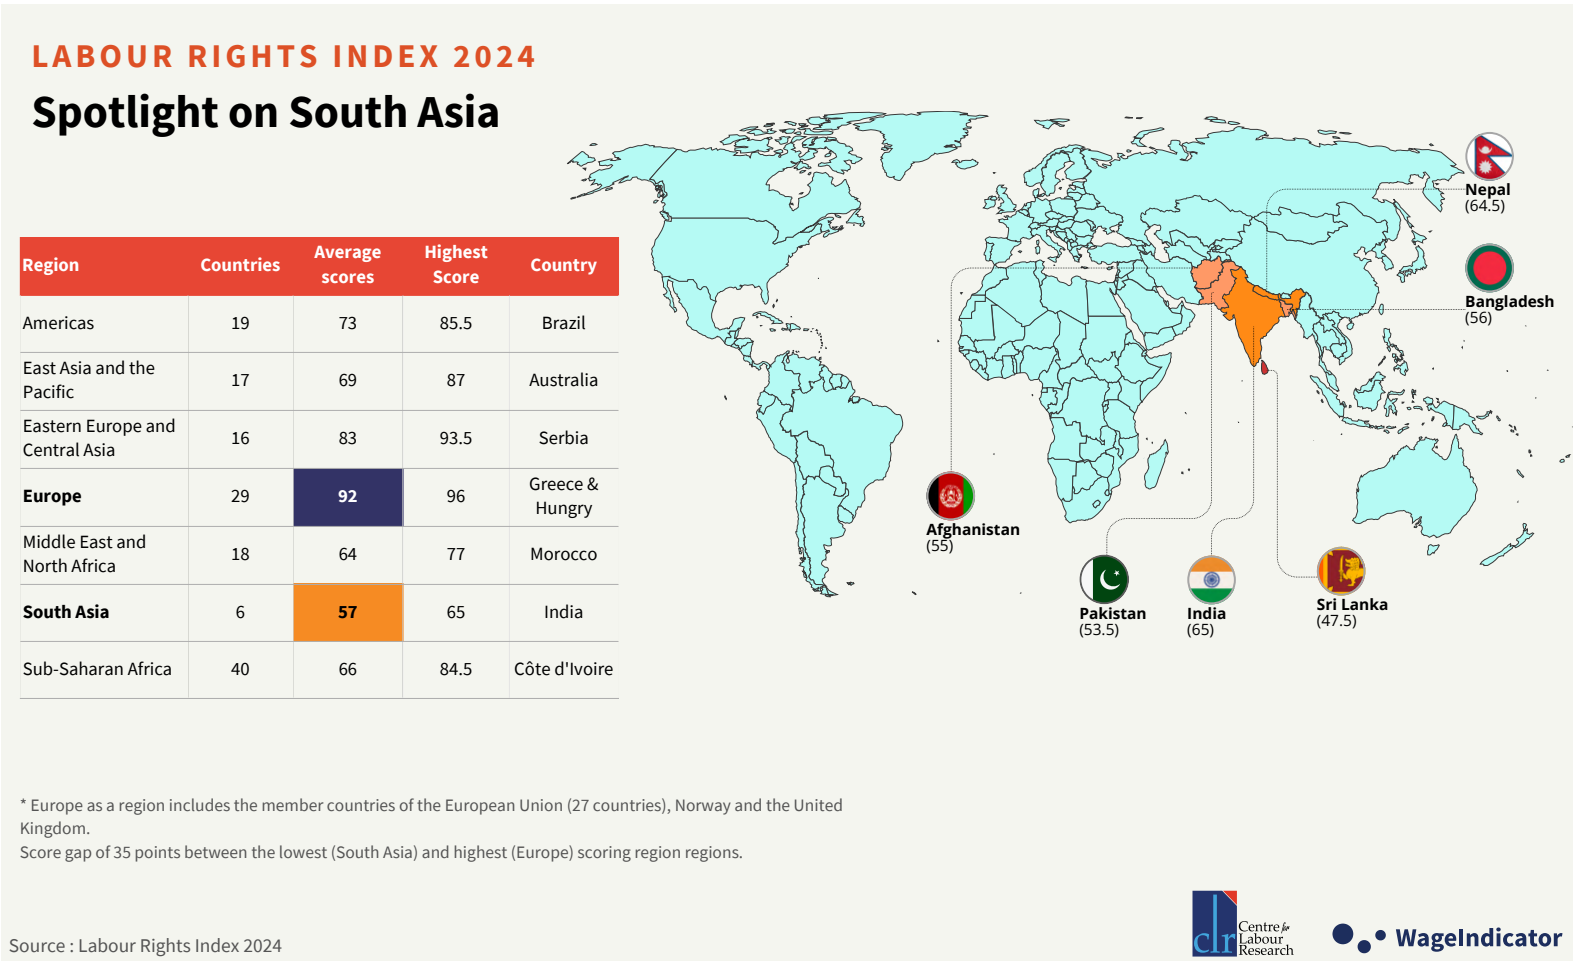 LABOUR RIGHTS INDEX 2024
Spotlight on South Asia
Region
Countries
Average
scores
Highest
Score
Country
Americas
19
73
85.5
Brazil
East Asia and the
Pacific
17
69
87
Australia
Eastern Europe and
Central Asia
16
83
93.5
Serbia
Europe
29
92
96
Greece &
Hungry
Middle East and
North Africa
18
64
77
Morocco
South Asia
6
57
65
India
Sub-Saharan Africa
40
66
84.5
Côte d'Ivoire
Nepal
(64.5)
Bangladesh
(56)
Afghanistan
(55)
Pakistan
(53.5)
India
(65)
Sri Lanka
(47.5)
* Europe as a region includes the member countries of the European Union (27 countries), Norway and the United
Kingdom.
Score gap of 35 points between the lowest (South Asia) and highest (Europe) scoring region regions.
Source : Labour Rights Index 2024
clr
Centre for
Labour
Research
WageIndicator